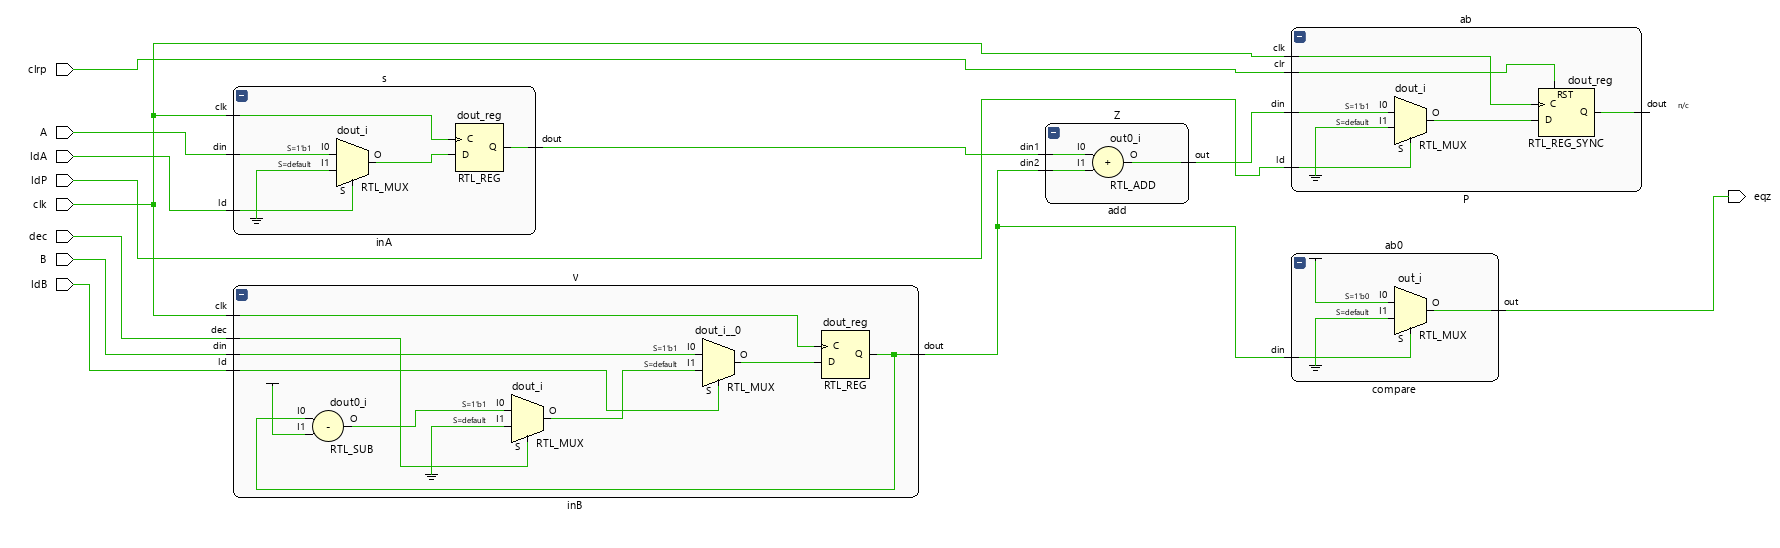 clrp
A
ldA
ldP
clk
dec
B
ldB
s
clk
din
ld
dout_i
S=1'b1 I0
S=default I1
O
S
RTL_MUX
dout_reg
C
D
Q
RTL_REG
dout
inA
V
clk
dec
din
ld
dout0_i
I0
I1
O
-
RTL_SUB
dout_i
S=1'b1 I0
S=default I1
O
S
RTL_MUX
dout_i__0
S=1'b1 I0
S=default I1
O
S
RTL_MUX
dout_reg
C
D
Q
RTL_REG
dout
inB
Z
din1
din2
out0_i
I0
I1
O
+
RTL_ADD
out
add
ab
clk
clr
din
ld
dout_i
S=1'b1 I0
S=default I1
O
S
RTL_MUX
dout_reg
RST
C
D
Q
RTL_REG_SYNC
dout n/c
P
ab0
din
out_i
S=1'b0 I0
S=default I1
O
S
RTL_MUX
out
compare
eqz